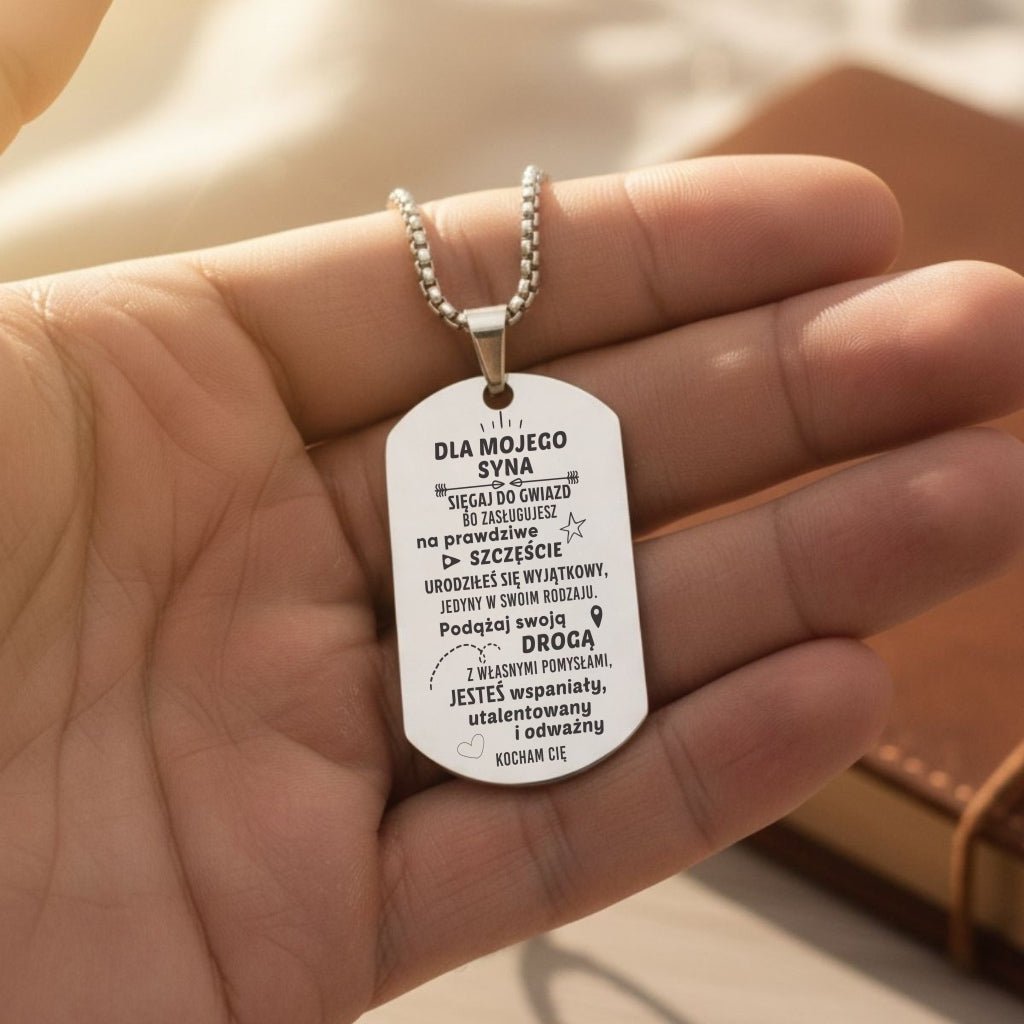 DLA MOJEGO
SYNA
SIĘGAJ DO GWIAZD
BO ZASŁUGUJESZ
na prawdziwe
SZCZĘŚCIE
URODZIŁEŚ SIĘ WYJĄTKOWY,
JEDYNY W SWOIM RODZAJU.
Podążaj swoją
DROGĄ
Z WŁASNYMI POMYSŁAMI,
JESTEŚ wspaniały,
utalentowany
i odważny
KOCHAM CIĘ